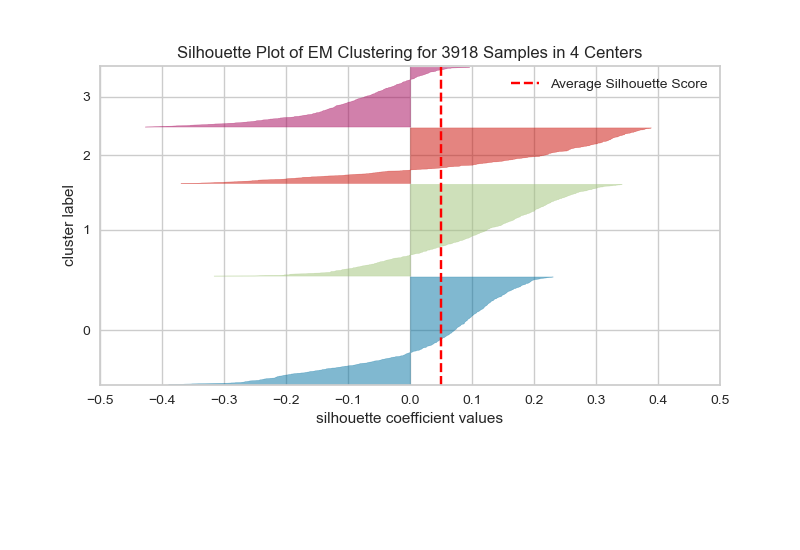 Silhouette Plot of EM Clustering for 3918 Samples in 4 Centers
Average Silhouette Score
3
2
1
0
cluster label
−0.5 −0.4 −0.3 −0.2 −0.1 0.0 0.1 0.2 0.3 0.4 0.5
silhouette coefficient values